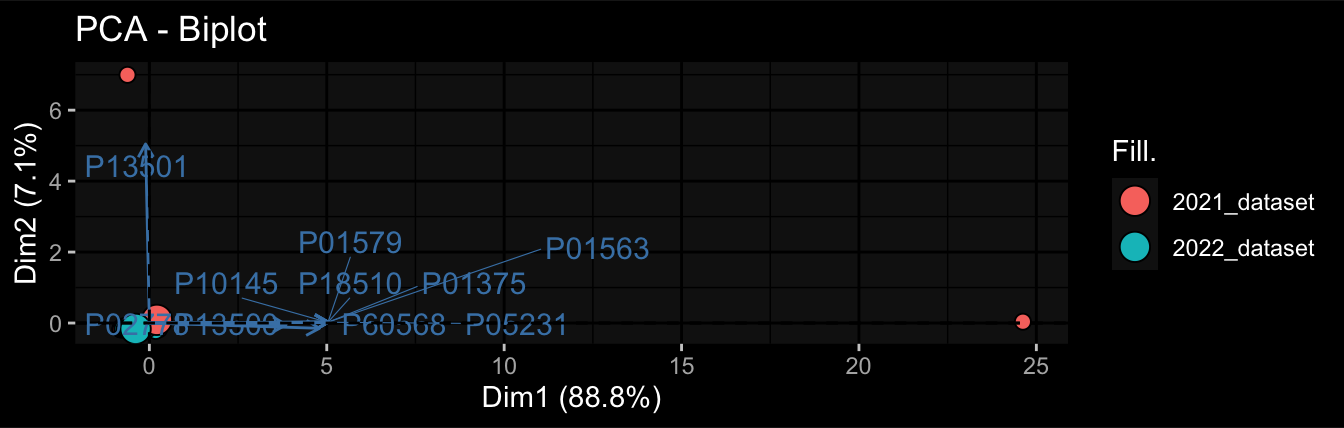 PCA - Biplot
Dim2 (7.1%)
6
4
2
0
P13501
P01579
P01563
P10145
P18510
P01375
P60568
P05231
0
5
10
15
20
25
Dim1 (88.8%)
Fill.
2021_dataset
2022_dataset